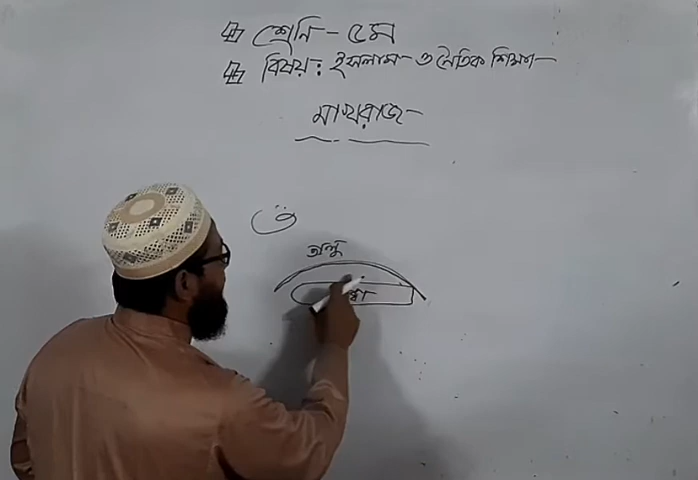 শ্রেনি - ৫ম
বিষয় : ইসলাম ও নৈতিক শিক্ষা -
মাখরাজ -
ق
তালু